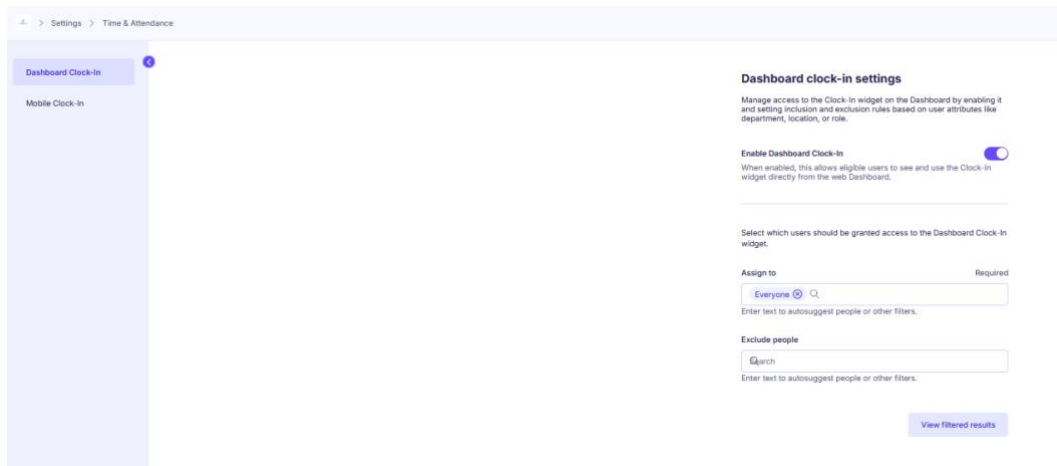 > Settings > Time & Attendance
Dashboard Clock-In
Mobile Clock-In
Dashboard clock-in settings
Manage access to the Clock-In widget on the Dashboard by enabling it
and setting inclusion and exclusion rules based on user attributes like
department, location, or role.
Enable Dashboard Clock-In
When enabled, this allows eligible users to see and use the Clock-In
widget directly from the web Dashboard.
Select which users should be granted access to the Dashboard Clock-In
widget.
Assign to Required
Everyone
Enter text to autosuggest people or other filters.
Exclude people
Search
Enter text to autosuggest people or other filters.
View filtered results